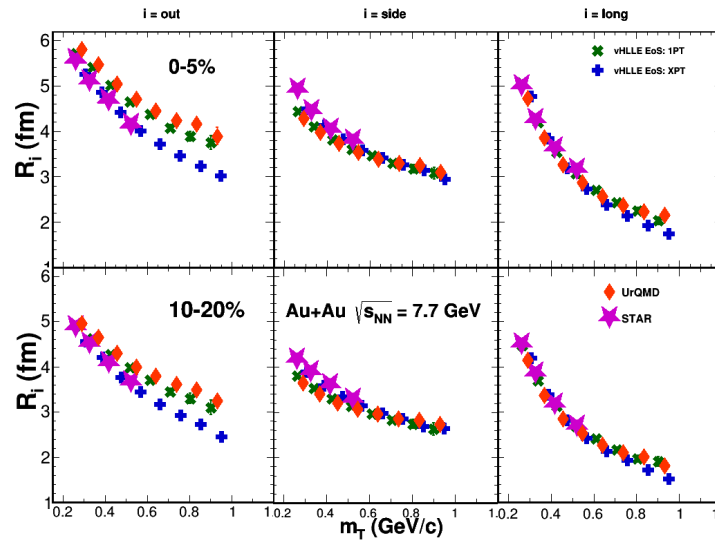 i = out
i = side
i = long
6
5
4
3
2
1
R_i (fm)
0-5%
vHLLE EoS: 1PT
vHLLE EoS: XPT
5
4
3
2
1
R_i (fm)
10-20%
Au+Au √s_NN = 7.7 GeV
UrQMD
STAR
0.2 0.4 0.6 0.8 1 0.2 0.4 0.6 0.8 1 0.2 0.4 0.6 0.8 1
m_T (GeV/c)